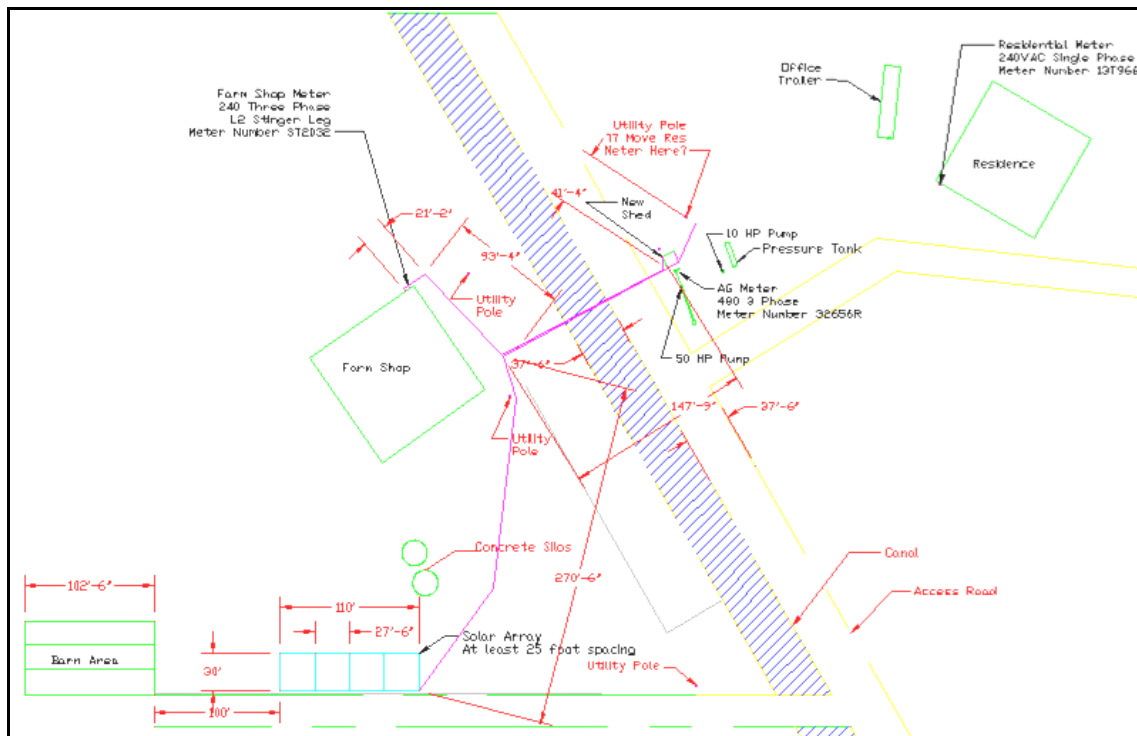 Residential Meter
240VAC Single Phase
Meter Number 13T966
Office
Trailer
Farm Shop Meter
240 Three Phase
L2 Stinger Leg
Meter Number ST2D32
Utility Pole
Move Res
Meter Here?
Residence
41'-4"
New
Shed
21'-2"
10 HP Pump
Pressure Tank
93'-4"
AG Meter
480 3 Phase
Meter Number 32656R
Utility
Pole
50 HP Pump
37'-6"
Farm Shop
147'-9"
37'-6"
Utility
Pole
Concrete Silos
Canal
270'-6"
102'-6"
Access Road
110'
27'-6"
Solar Array
At least 25 foot spacing
Barn Area
Utility Pole
100'